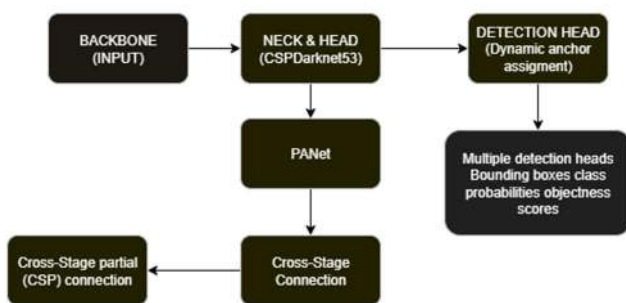 BACKBONE
(INPUT)
NECK & HEAD
(CSPDarknet53)
DETECTION HEAD
(Dynamic anchor
assigment)
PANet
Multiple detection heads
Bounding boxes class
probabilities objectness
scores
Cross-Stage partial
(CSP) connection
Cross-Stage
Connection